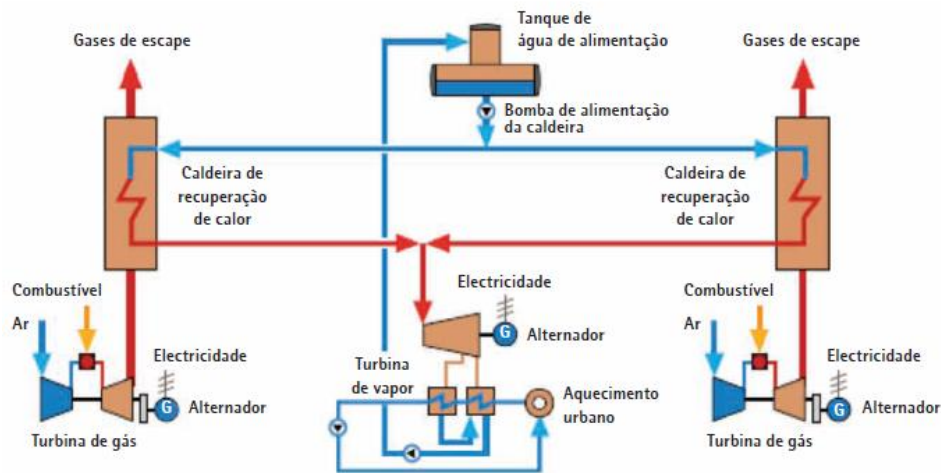 Gases de escape
Tanque de
água de alimentação
Gases de escape
Bomba de alimentação
da caldeira
Caldeira de
recuperação
de calor
Caldeira de
recuperação
de calor
Combustível
Ar
Electricidade
G
Alternador
Turbina de gás
Electricidade
G
Alternador
Turbina
de vapor
Aquecimento
urbano
Combustível
Ar
Electricidade
G
Alternador
Turbina de gás